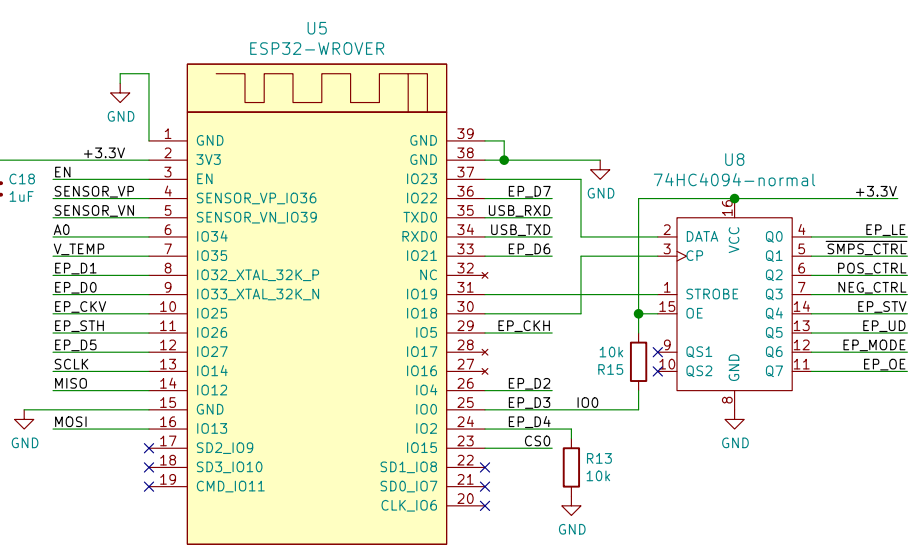 U5
ESP32-WROVER
GND
1 GND GND 39
+3.3V 2 3V3 GND 38
GND
EN 3 EN IO23 37
C18
1uF
SENSOR_VP 4 SENSOR_VP_IO36 IO22 36 EP_D7
SENSOR_VN 5 SENSOR_VN_IO39 TXD0 35 USB_RXD
A0 6 IO34 RXD0 34 USB_TXD
V_TEMP 7 IO35 IO21 33 EP_D6
EP_D1 8 IO32_XTAL_32K_P NC 32
EP_D0 9 IO33_XTAL_32K_N IO19 31
EP_CKV 10 IO25 IO18 30
EP_STH 11 IO26 IO5 29 EP_CKH
EP_D5 12 IO27 IO17 28
SCLK 13 IO14 IO16 27
MISO 14 IO12 IO4 26 EP_D2
15 GND IO0 25 EP_D3 IO0
GND
MOSI 16 IO13 IO2 24 EP_D4
17 SD2_IO9 IO15 23 CS0
18 SD3_IO10 SD1_IO8 22
19 CMD_IO11 SD0_IO7 21
CLK_IO6 20
R13
10k
GND
U8
74HC4094-normal
+3.3V
16
VCC
2 DATA Q0 4 EP_LE
3 CP Q1 5 SMPS_CTRL
Q2 6 POS_CTRL
1 STROBE Q3 7 NEG_CTRL
15 OE Q4 14 EP_STV
Q5 13 EP_UD
10k
R15
9 QS1 Q6 12 EP_MODE
10 QS2 Q7 11 EP_OE
GND
8
GND